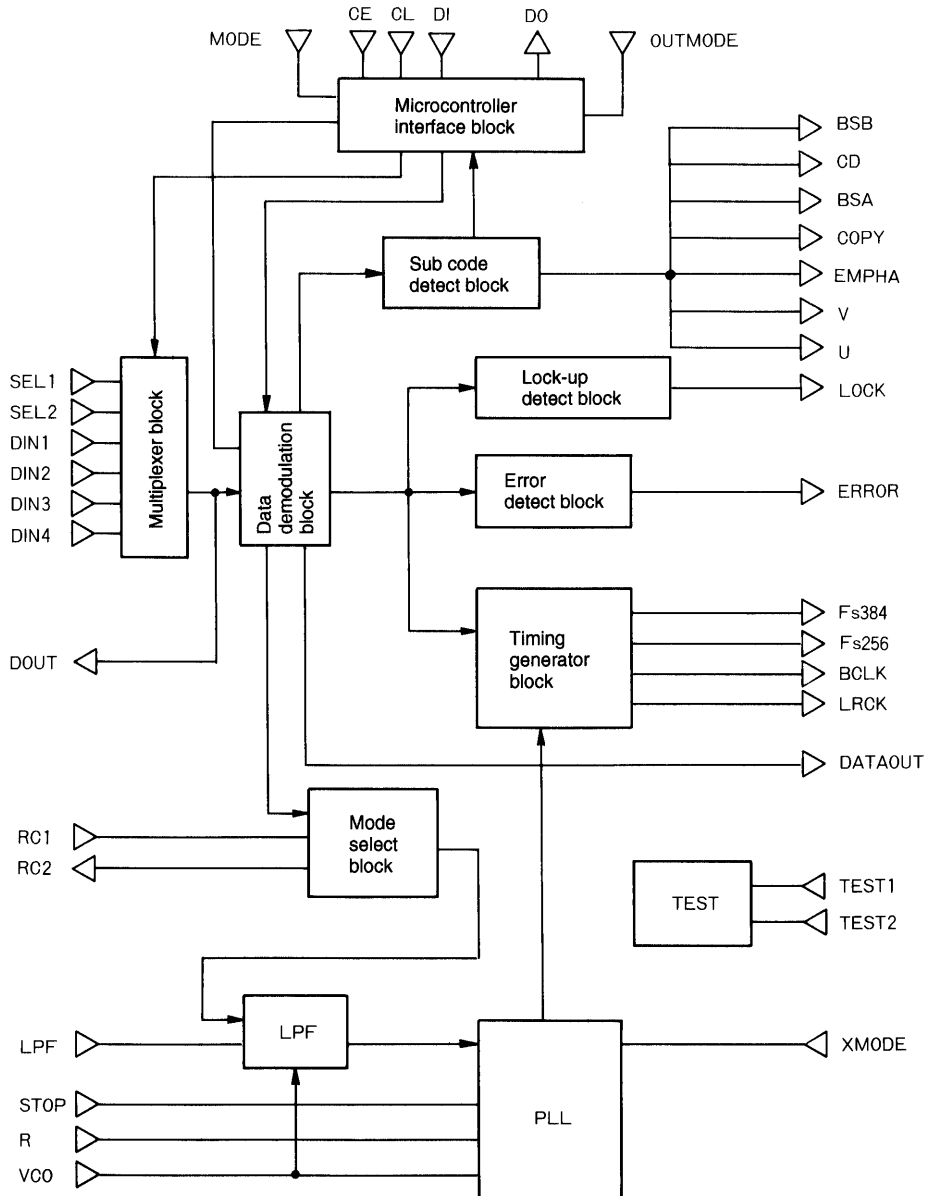 CE CL DI DO
MODE OUTMODE
Microcontroller
interface block
BSB
CD
BSA
COPY
Sub code
detect block
EMPHA
V
U
SEL1
SEL2
DIN1
DIN2
DIN3
DIN4
Multiplexer block
Data
demodulation
block
Lock-up
detect block
LOCK
Error
detect block
ERROR
DOUT
Timing
generator
block
Fs384
Fs256
BCLK
LRCK
DATAOUT
RC1
RC2
Mode
select
block
TEST
TEST1
TEST2
LPF
LPF
XMODE
STOP
R
VCO
PLL